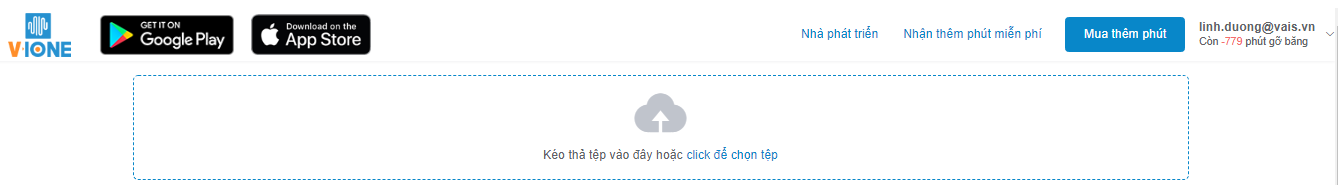 V-IONE
GET IT ON
Google Play
Download on the
App Store
Nhà phát triển
Nhận thêm phút miễn phí
Mua thêm phút
linh.duong@vais.vn
Còn -779 phút gỡ băng
Kéo thả tệp vào đây hoặc click để chọn tệp